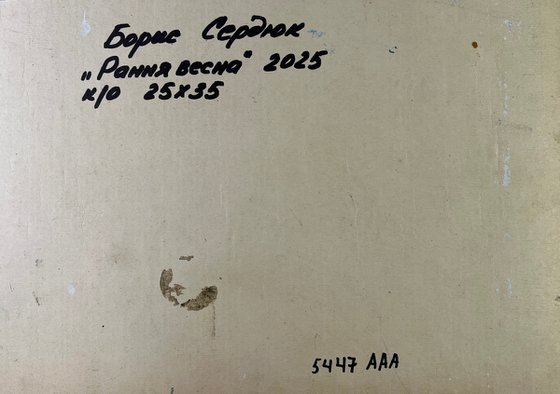 Борис Сердюк
„Рання весна" 2025
к/о 25х35
5447 ААА